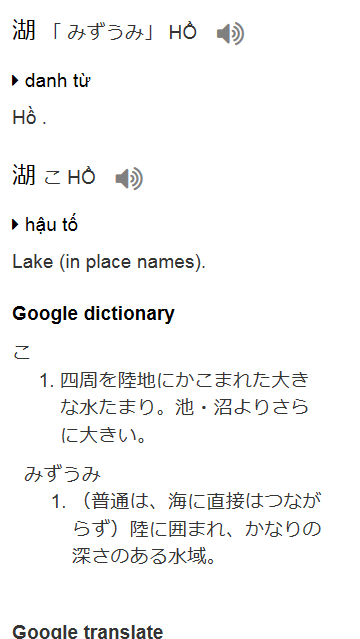 湖 「 みずうみ」 HỒ
danh từ
Hồ .
湖 こ HỒ
hậu tố
Lake (in place names).
Google dictionary
こ
1. 四周を陸地にかこまれた大き
な水たまり。池・沼よりさら
に大きい。
みずうみ
1. （普通は、海に直接はつなが
らず）陸に囲まれ、かなりの
深さのある水域。
Google translate